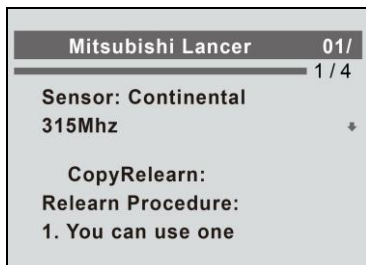 Mitsubishi Lancer 01/
1 / 4
Sensor: Continental
315Mhz
CopyRelearn:
Relearn Procedure:
1. You can use one